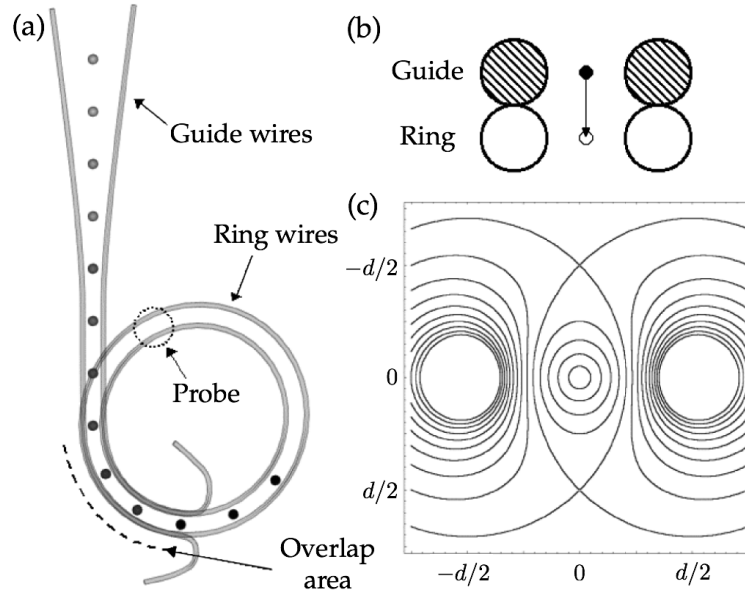 (a)
Guide wires
Ring wires
Probe
Overlap
area
(b)
Guide
Ring
(c)
−d/2
0
d/2
−d/2
0
d/2